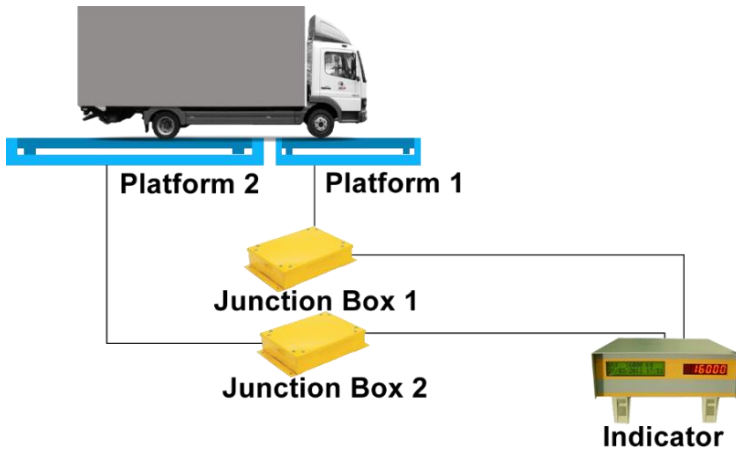 Platform 2
Platform 1
Junction Box 1
Junction Box 2
16000
Indicator